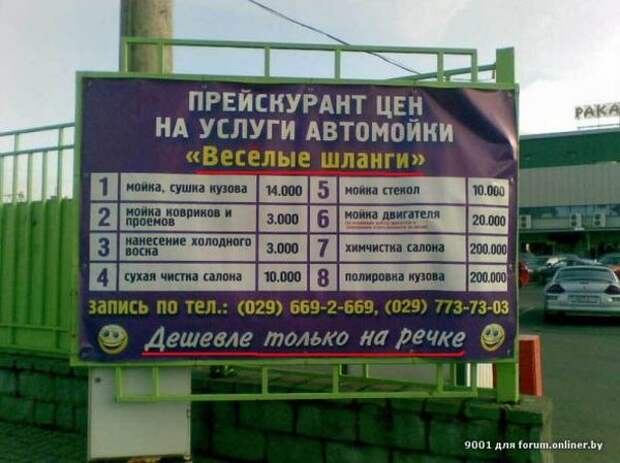 ПРЕЙСКУРАНТ ЦЕН
НА УСЛУГИ АВТОМОЙКИ
«Весёлые шланги»
1 мойка, сушка кузова 14.000
2 мойка ковриков и
проемов 3.000
3 нанесение холодного
воска 3.000
4 сухая чистка салона 10.000
5 мойка стекол 10.000
6 мойка двигателя 20.000
7 химчистка салона 200.000
8 полировка кузова 200.000
запись по тел.: (029) 669-2-669, (029) 773-73-03
Дешевле только на речке
РАКА
9001 для forum.onliner.by